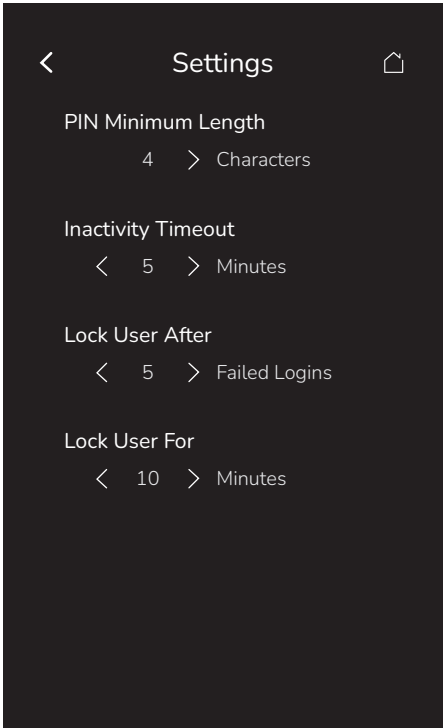 Settings
PIN Minimum Length
4 Characters
Inactivity Timeout
5 Minutes
Lock User After
5 Failed Logins
Lock User For
10 Minutes